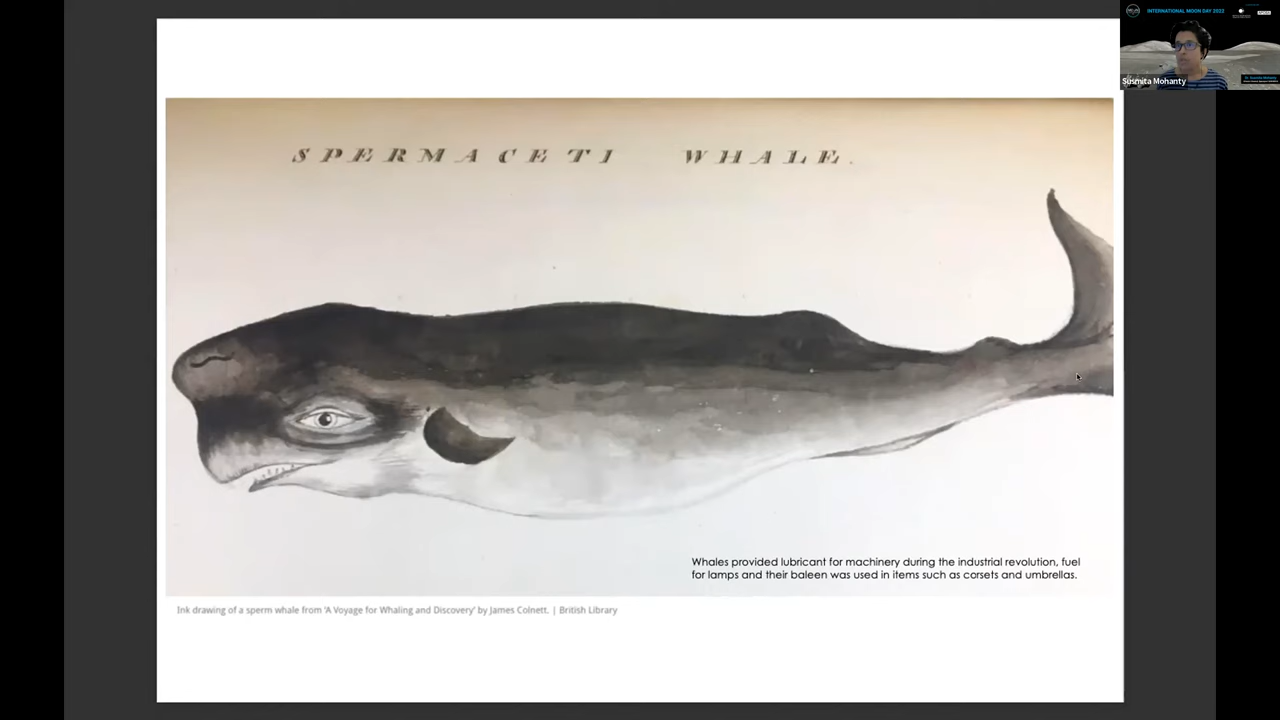 INTERNATIONAL MOON DAY 2022
Susmita Mohanty
SPERMACETI WHALE.
Whales provided lubricant for machinery during the industrial revolution, fuel
for lamps and their baleen was used in items such as corsets and umbrellas.
Ink drawing of a sperm whale from 'A Voyage for Whaling and Discovery' by James Colnett. | British Library